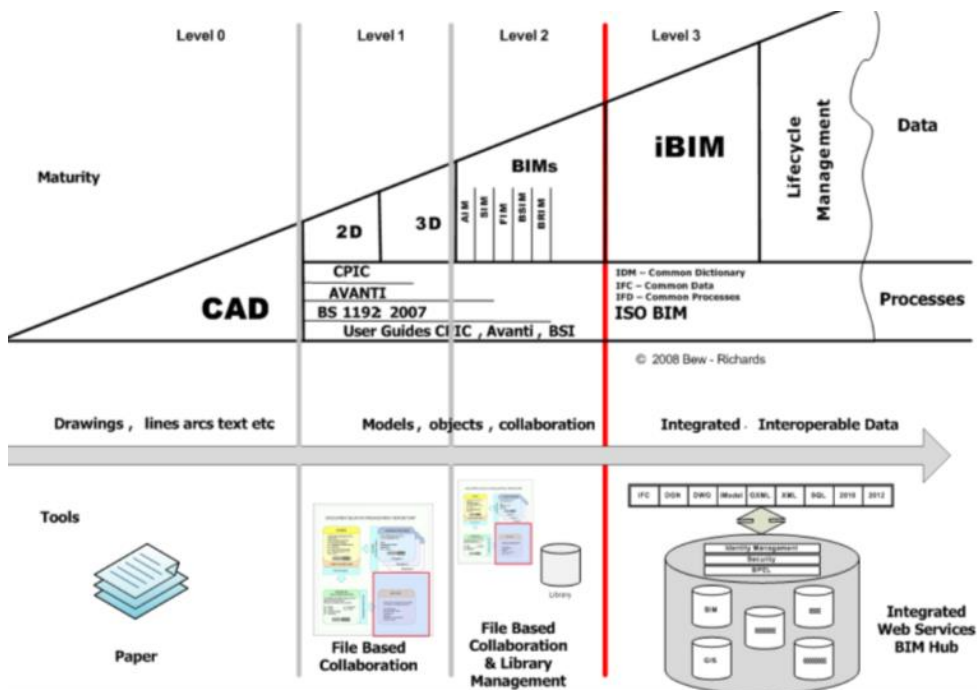 Level 0
Level 1
Level 2
Level 3
Maturity
CAD
2D
3D
BIMs
AIM
SIM
FIM
BSIM
BRIM
iBIM
Lifecycle
Management
Data
CPIC
AVANTI
BS 1192 2007
User Guides CPIC , Avanti , BSI
IDM – Common Dictionary
IFC – Common Data
IFD – Common Processes
ISO BIM
Processes
© 2008 Bew - Richards
Drawings , lines arcs text etc
Models , objects , collaboration
Integrated Interoperable Data
Tools
Paper
File Based
Collaboration
Library
File Based
Collaboration
& Library
Management
IFC DGN DWG iModel GXML XML SQL 2010 2012
Identity Management
Security
BPEL
BIM
GIS
Integrated
Web Services
BIM Hub